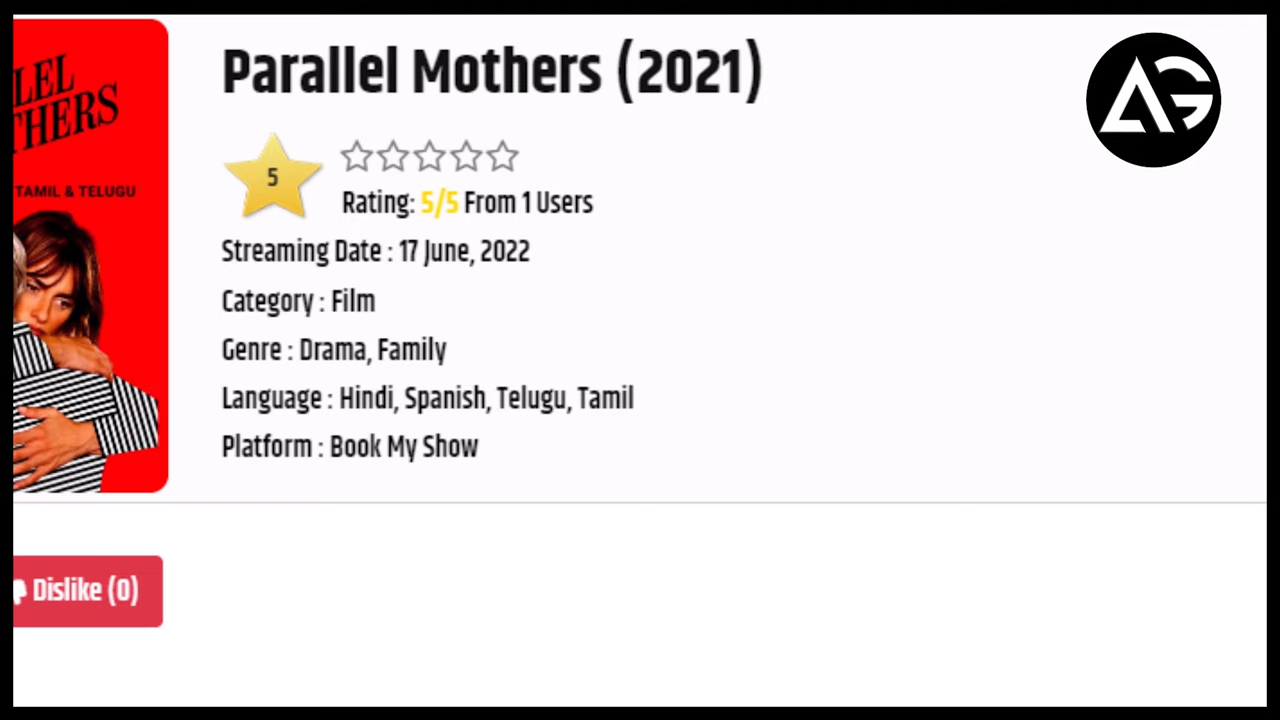 LEL
THERS
TAMIL & TELUGU
Parallel Mothers (2021)
AG
5
Rating: 5/5 From 1 Users
Streaming Date : 17 June, 2022
Category : Film
Genre : Drama, Family
Language : Hindi, Spanish, Telugu, Tamil
Platform : Book My Show
Dislike (0)